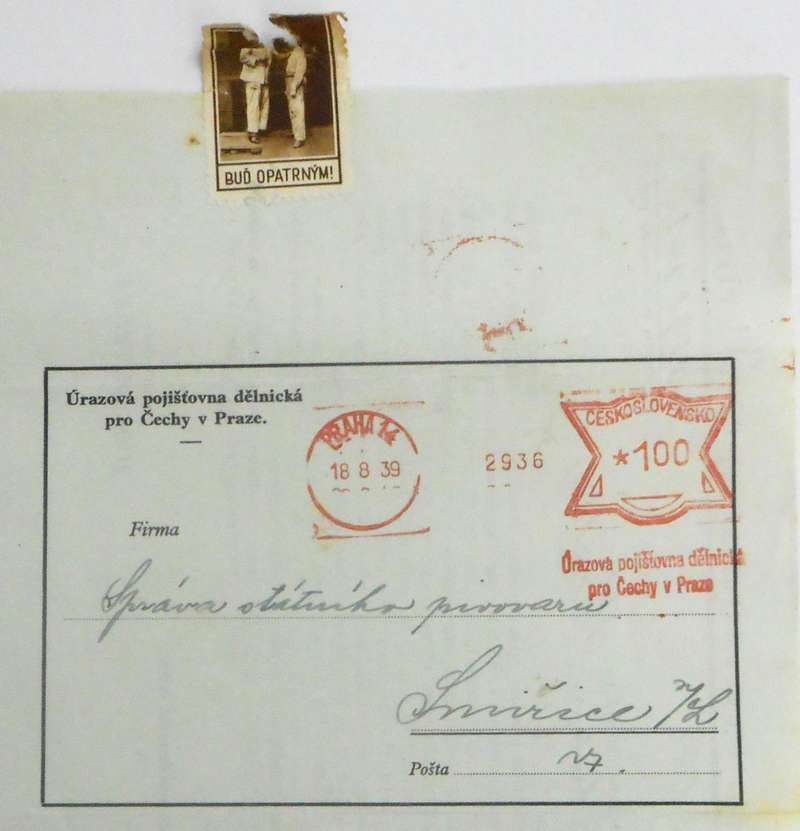 BUĎ OPATRNÝM!
Úrazová pojišťovna dělnická
pro Čechy v Praze.
PRAHA 14
18 8 39
2936
ČESKOSLOVENSKO
*100
Úrazová pojišťovna dělnická
pro Čechy v Praze
Firma
Správa státního pivovaru
Smiřice n/L
Pošta